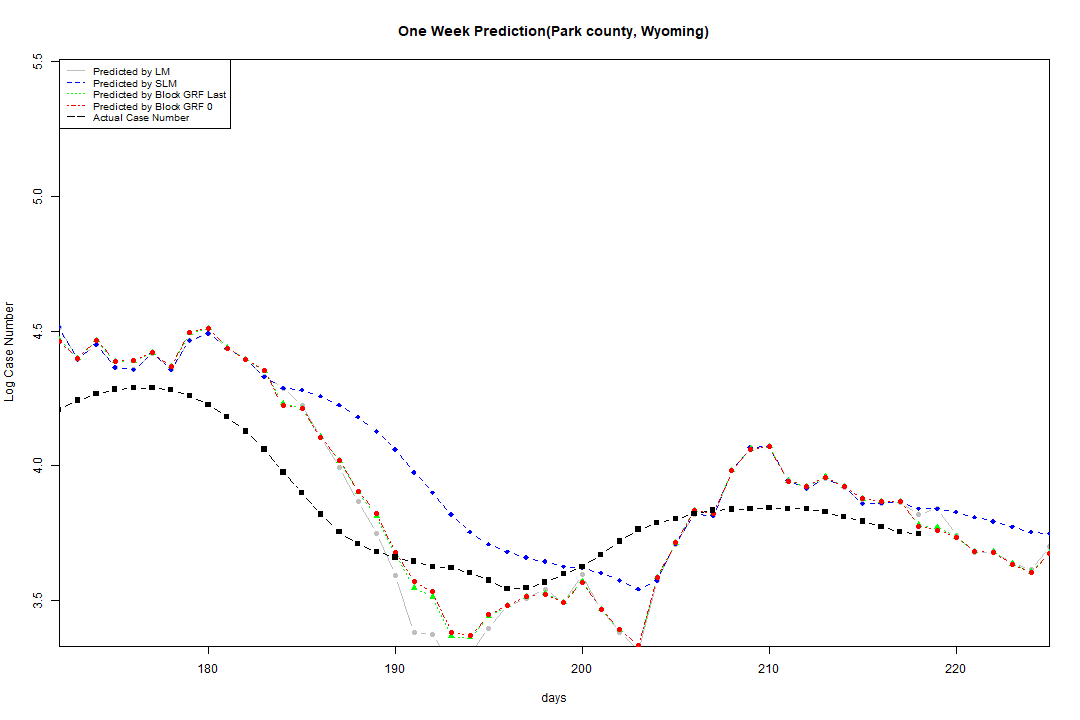 One Week Prediction(Park county, Wyoming)
Predicted by LM
Predicted by SLM
Predicted by Block GRF Last
Predicted by Block GRF 0
Actual Case Number
5.5
5.0
4.5
4.0
3.5
Log Case Number
180 190 200 210 220
days